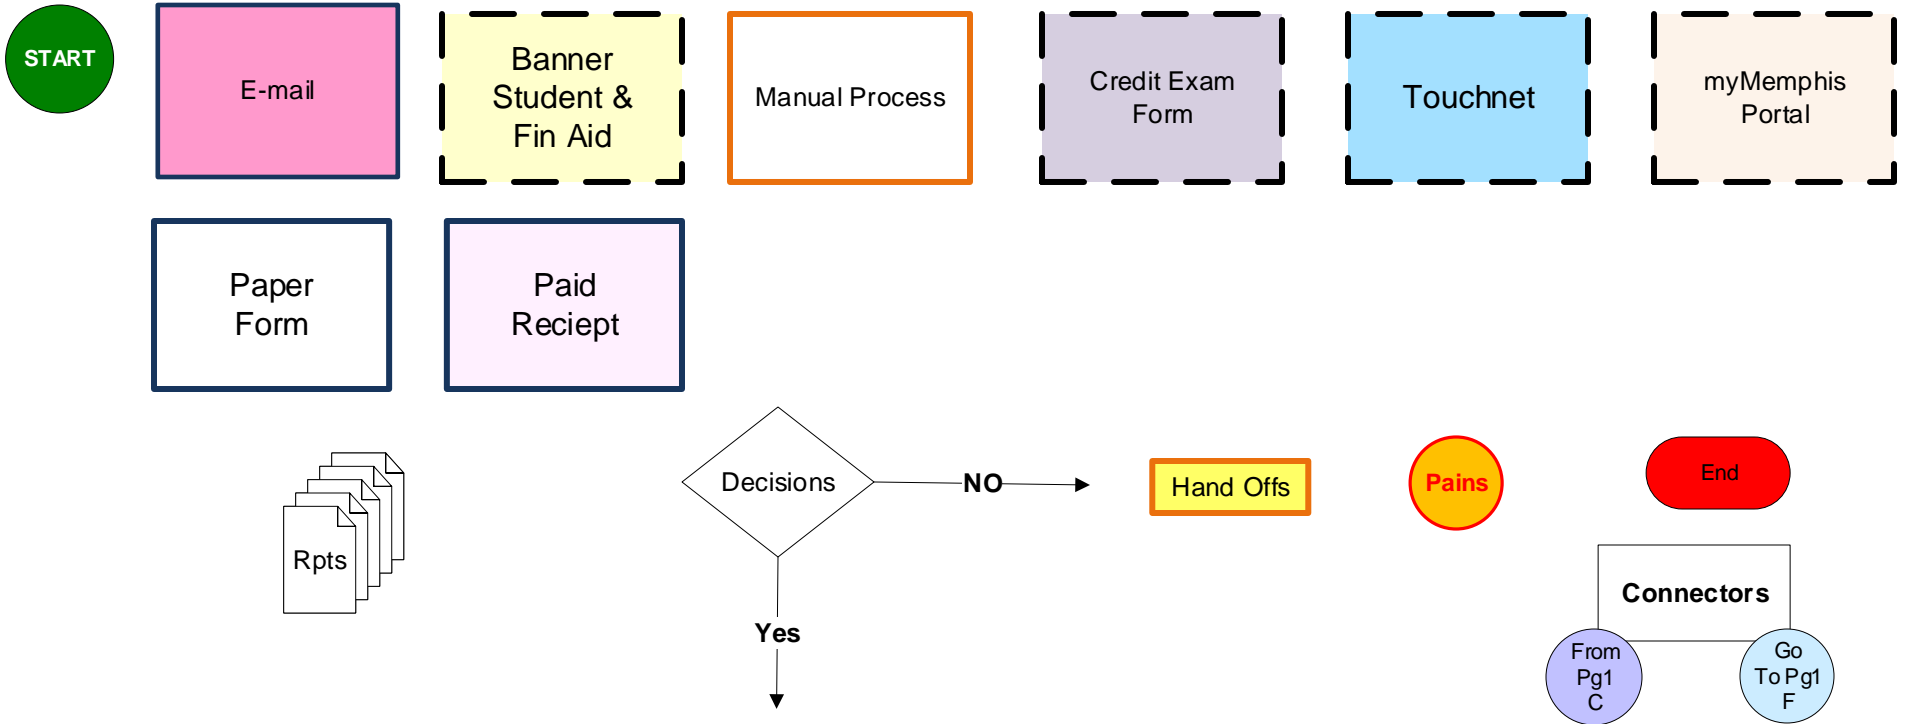 START
E-mail
Banner
Student &
Fin Aid
Manual Process
Credit Exam
Form
Touchnet
myMemphis
Portal
Paper
Form
Paid
Reciept
Rpts
Decisions
NO
Yes
Hand Offs
Pains
End
Connectors
From
Pg1
C
Go
To Pg1
F